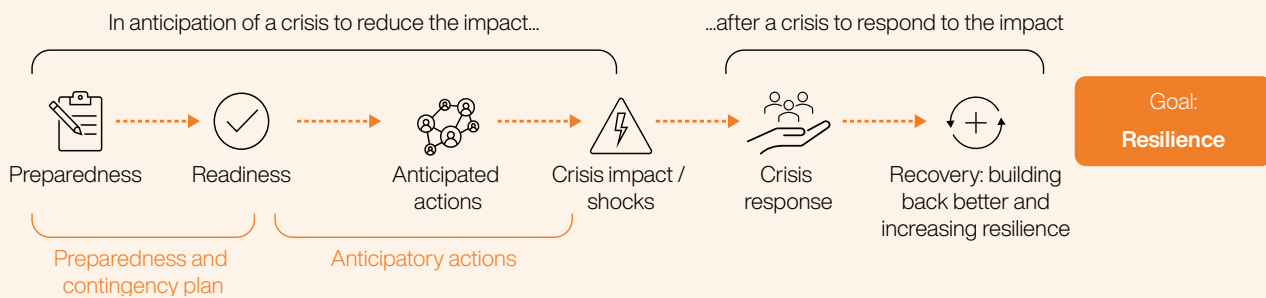 In anticipation of a crisis to reduce the impact...
...after a crisis to respond to the impact
Preparedness
Readiness
Anticipated
actions
Crisis impact /
shocks
Crisis
response
Recovery: building
back better and
increasing resilience
Goal:
Resilience
Preparedness and
contingency plan
Anticipatory actions